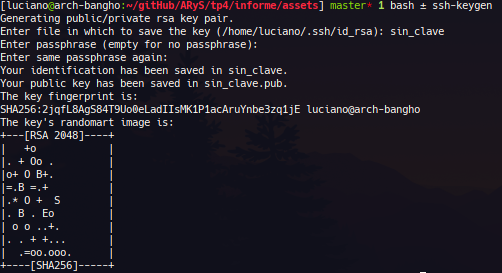 [luciano@arch-bangho:~/gitHub/ARyS/tp4/informe/assets] master* 1 bash ± ssh-keygen
Generating public/private rsa key pair.
Enter file in which to save the key (/home/luciano/.ssh/id_rsa): sin_clave
Enter passphrase (empty for no passphrase):
Enter same passphrase again:
Your identification has been saved in sin_clave.
Your public key has been saved in sin_clave.pub.
The key fingerprint is:
SHA256:2jqfL8AgS84T9Uo0eLadIIsMK1P1acAruYnbe3zq1jE luciano@arch-bangho
The key's randomart image is:
+---[RSA 2048]----+
|   +o            |
|. + Oo .         |
|o+ O B+.         |
|=.B =.+          |
|.* O +  S        |
|. B . Eo         |
| o o ..+.        |
| . . + +...      |
|  .=oo.ooo.      |
+----[SHA256]-----+